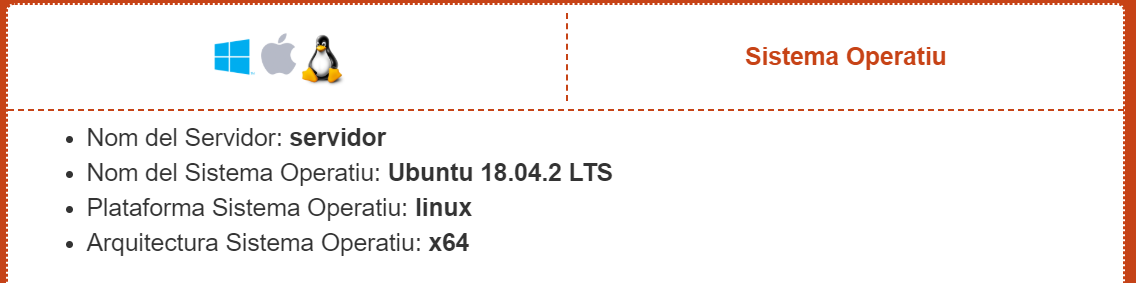 Sistema Operatiu
Nom del Servidor: servidor
Nom del Sistema Operatiu: Ubuntu 18.04.2 LTS
Plataforma Sistema Operatiu: linux
Arquitectura Sistema Operatiu: x64